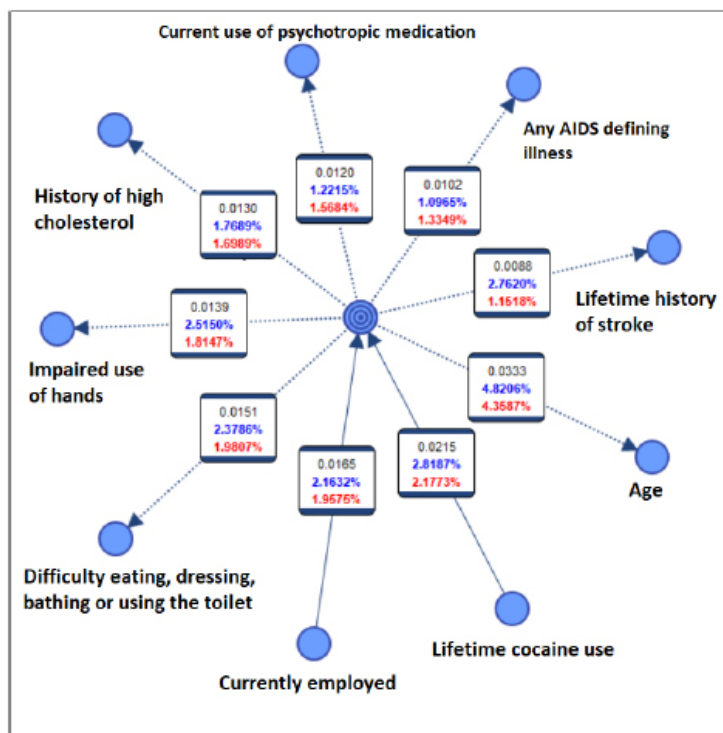 Current use of psychotropic medication
Any AIDS defining
illness
0.0120
1.2215%
1.5684%
0.0102
1.0965%
1.3349%
History of high
cholesterol
0.0130
1.7689%
1.6989%
0.0088
2.7620%
1.1518%
Lifetime history
of stroke
Impaired use
of hands
0.0139
2.5150%
1.8147%
0.0333
4.8206%
4.3587%
Age
0.0151
2.3786%
1.9807%
0.0165
2.1632%
1.9575%
0.0215
2.8187%
2.1773%
Difficulty eating, dressing,
bathing or using the toilet
Lifetime cocaine use
Currently employed